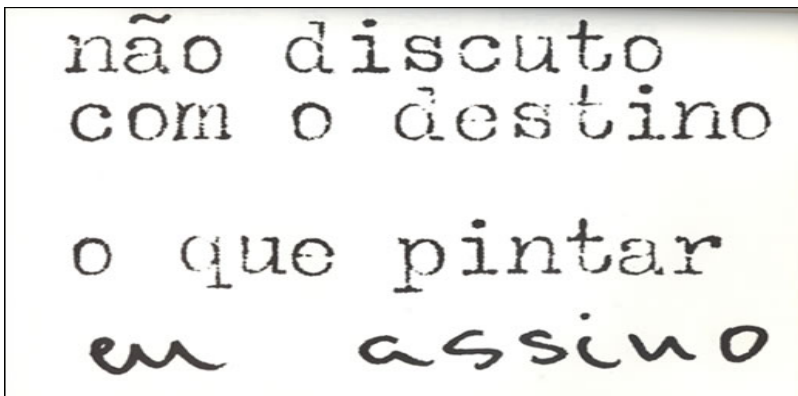 não discuto
com o destino
o que pintar
eu assino